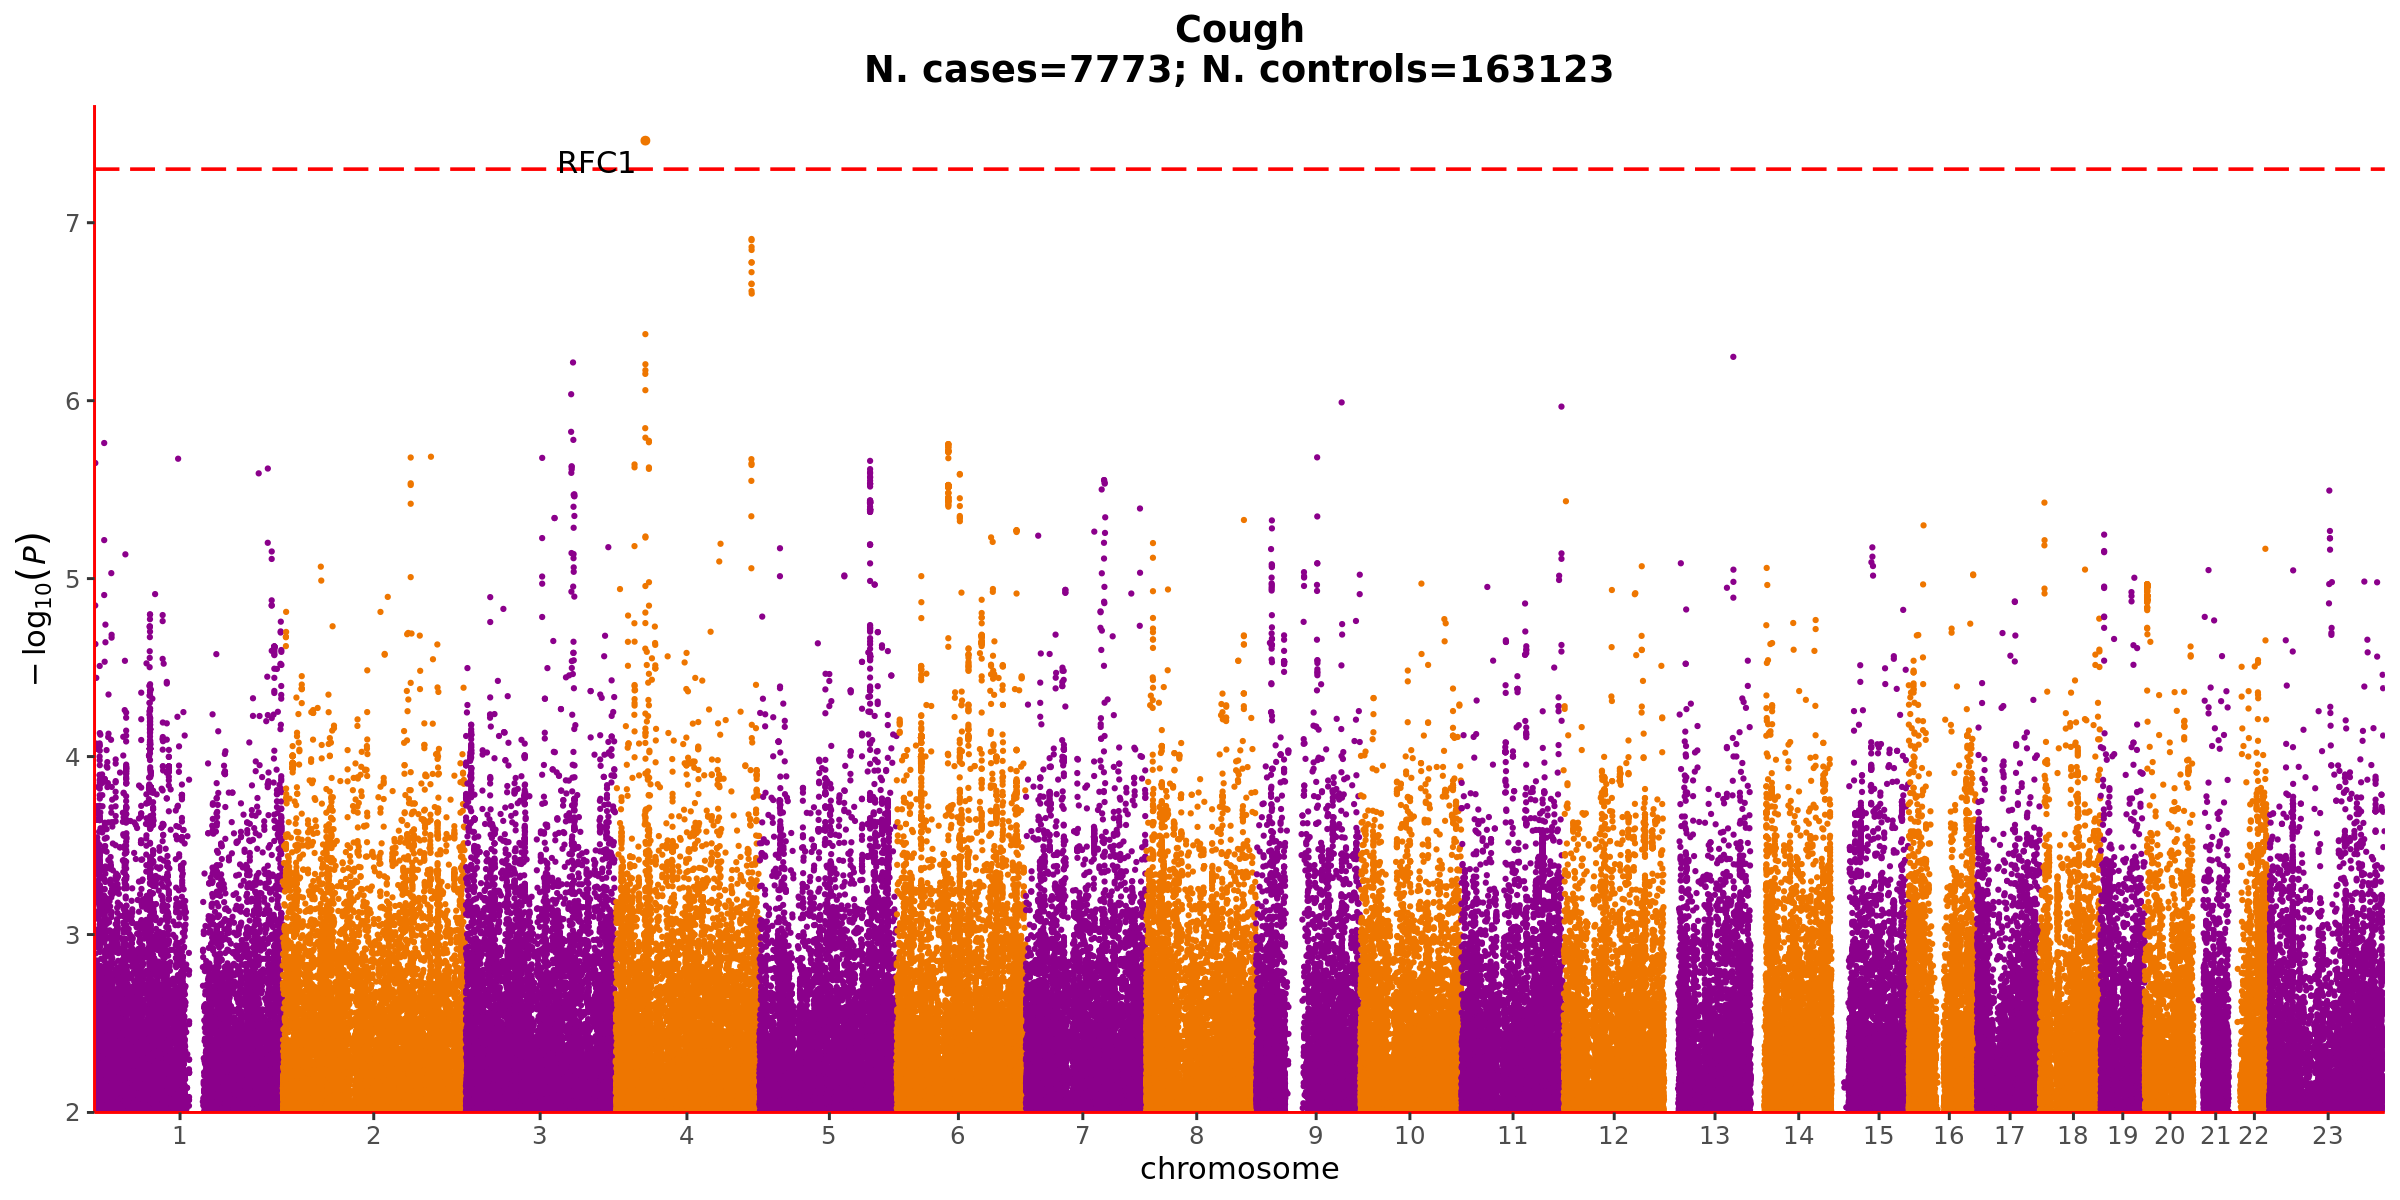 Cough
N. cases=7773; N. controls=163123
RFC1
7
6
5
4
3
2
−log10(P)
1 2 3 4 5 6 7 8 9 10 11 12 13 14 15 16 17 18 19 20 21 22 23
chromosome